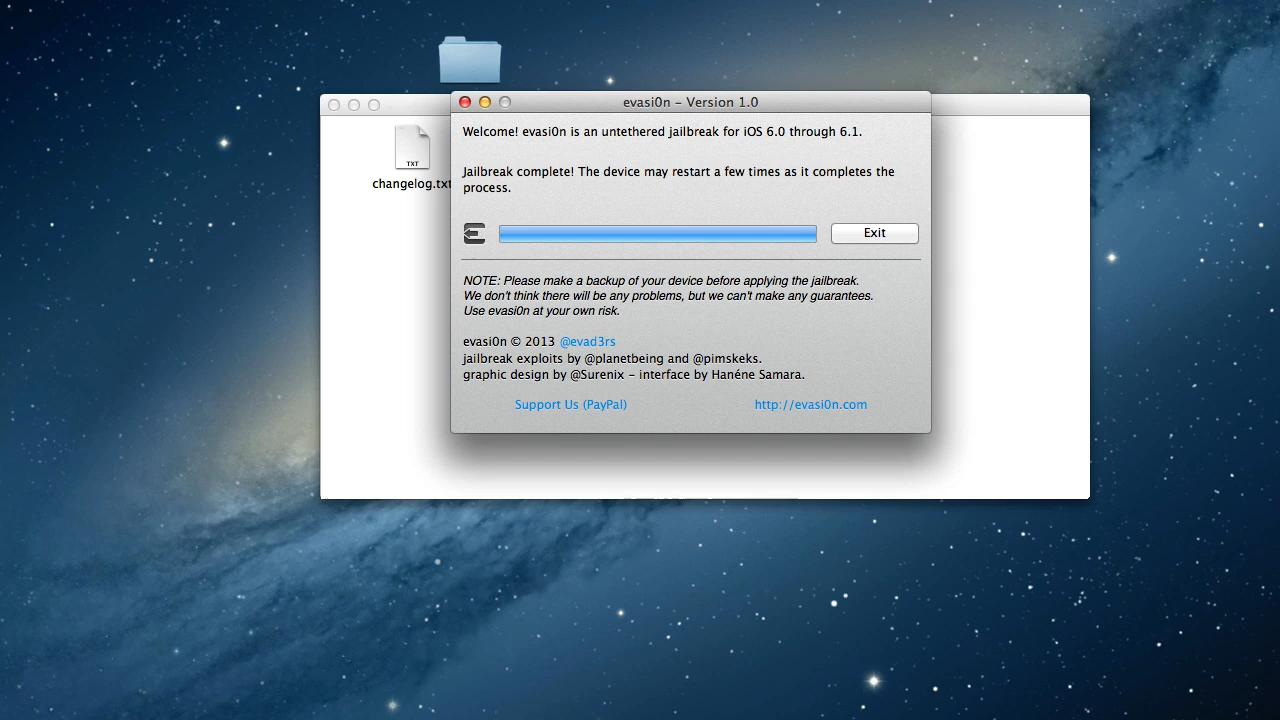 evasi0n – Version 1.0
Welcome! evasi0n is an untethered jailbreak for iOS 6.0 through 6.1.
TXT
Jailbreak complete! The device may restart a few times as it completes the
changelog.txt
process.
Exit
NOTE: Please make a backup of your device before applying the jailbreak.
We don't think there will be any problems, but we can't make any guarantees.
Use evasi0n at your own risk.
evasi0n © 2013 @evad3rs
jailbreak exploits by @planetbeing and @pimskeks.
graphic design by @Surenix – interface by Hanéne Samara.
Support Us (PayPal)
http://evasi0n.com